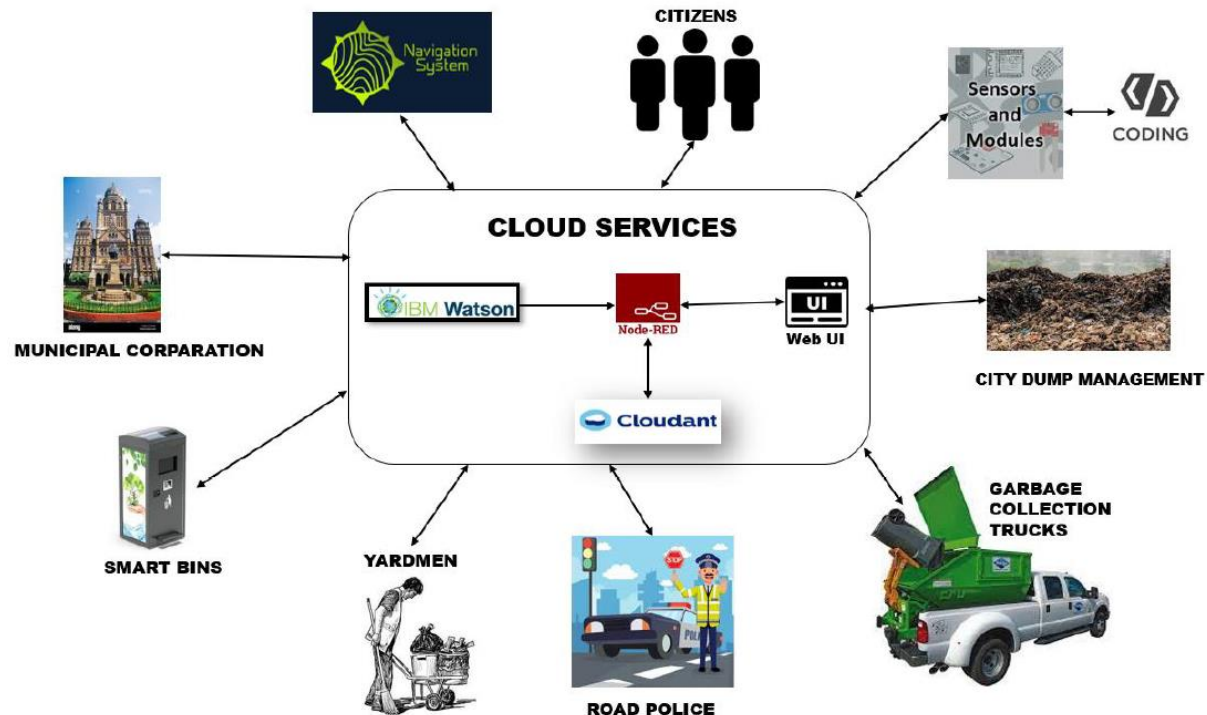 CITIZENS
Navigation
System
Sensors
and
Modules
CODING
CLOUD SERVICES
IBM Watson
Node-RED
UI
Web UI
Cloudant
MUNICIPAL CORPARATION
CITY DUMP MANAGEMENT
SMART BINS
YARDMEN
STOP
POLI
ROAD POLICE
GARBAGE
COLLECTION
TRUCKS